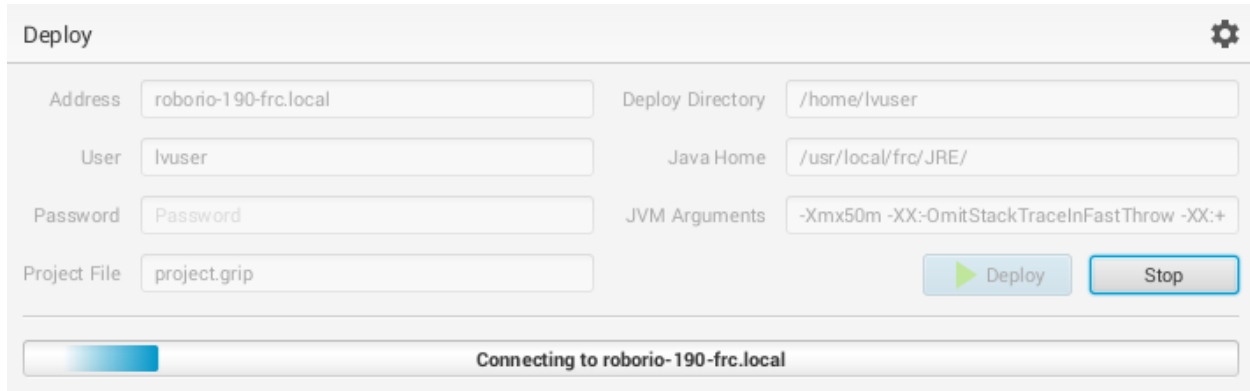 Deploy
Address roborio-190-frc.local Deploy Directory /home/lvuser
User lvuser Java Home /usr/local/frc/JRE/
Password Password JVM Arguments -Xmx50m -XX:-OmitStackTraceInFastThrow -XX:+
Project File project.grip Deploy Stop
Connecting to roborio-190-frc.local